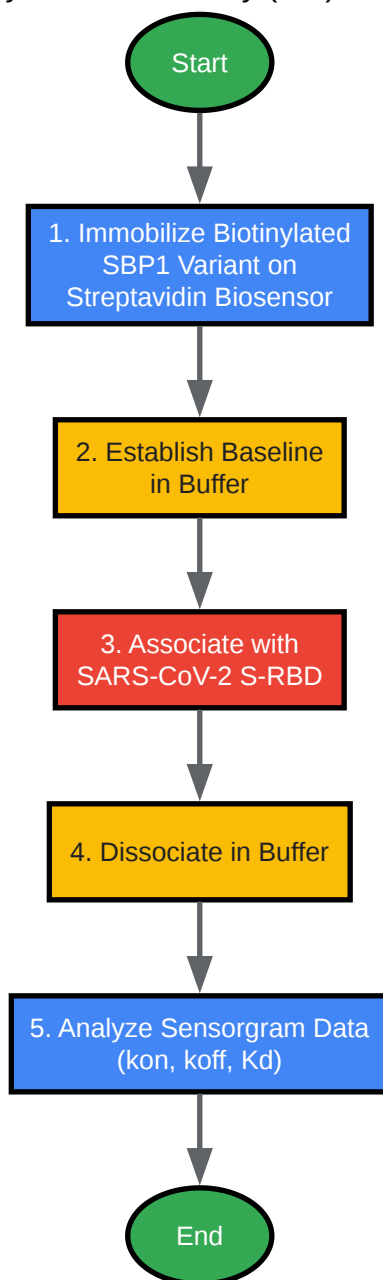 Start
1. Immobilize Biotinylated
SBP1 Variant on
Streptavidin Biosensor
2. Establish Baseline
in Buffer
3. Associate with
SARS-CoV-2 S-RBD
4. Dissociate in Buffer
5. Analyze Sensorgram Data
(kon, koff, Kd)
End